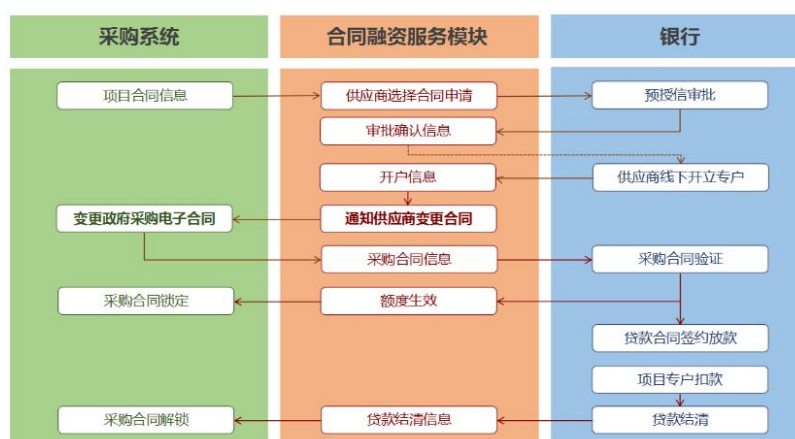 采购系统
合同融资服务模块
银行
项目合同信息
供应商选择合同申请
预授信审批
审批确认信息
开户信息
供应商线下开立专户
变更政府采购电子合同
通知供应商变更合同
采购合同信息
采购合同验证
采购合同锁定
额度生效
贷款合同签约放款
项目专户扣款
采购合同解锁
贷款结清信息
贷款结清